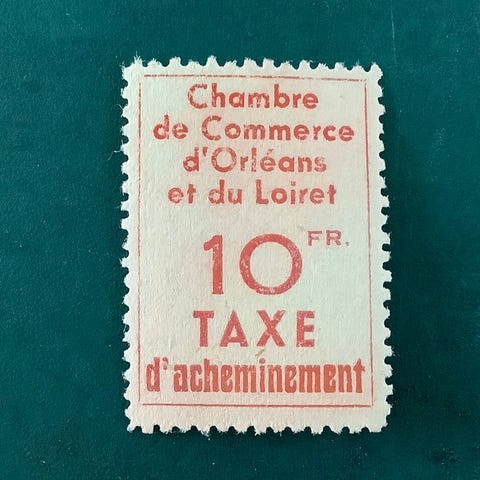 Chambre
de Commerce
d'Orléans
et du Loiret
10 FR.
TAXE
d'acheminement